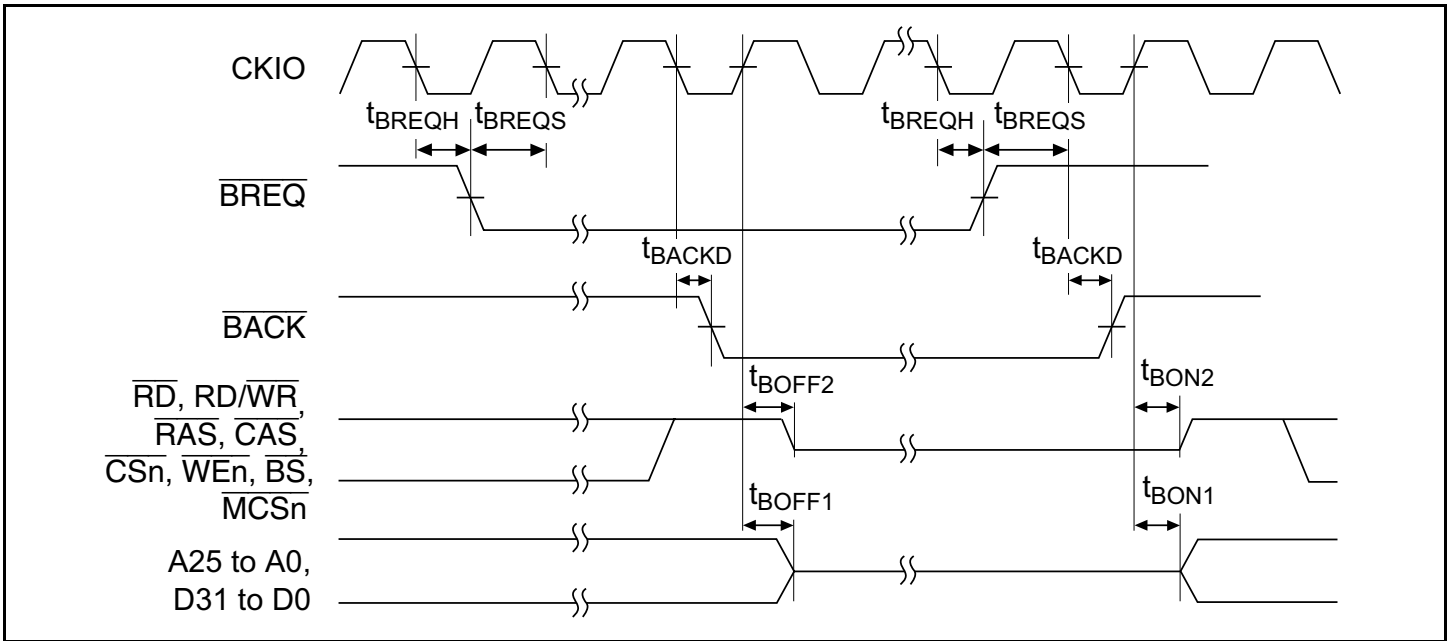 CKIO
tBREQH tBREQS
tBREQH tBREQS
BREQ
tBACKD
tBACKD
BACK
RD, RD/WR,
RAS, CAS,
CSn, WEn, BS,
MCSn
tBOFF2
tBON2
tBOFF1
tBON1
A25 to A0,
D31 to D0